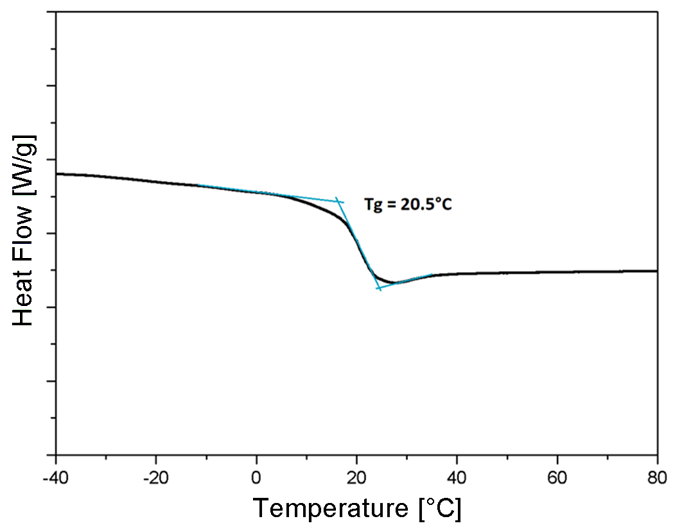 Heat Flow [W/g]
Tg = 20.5°C
-40 -20 0 20 40 60 80
Temperature [°C]